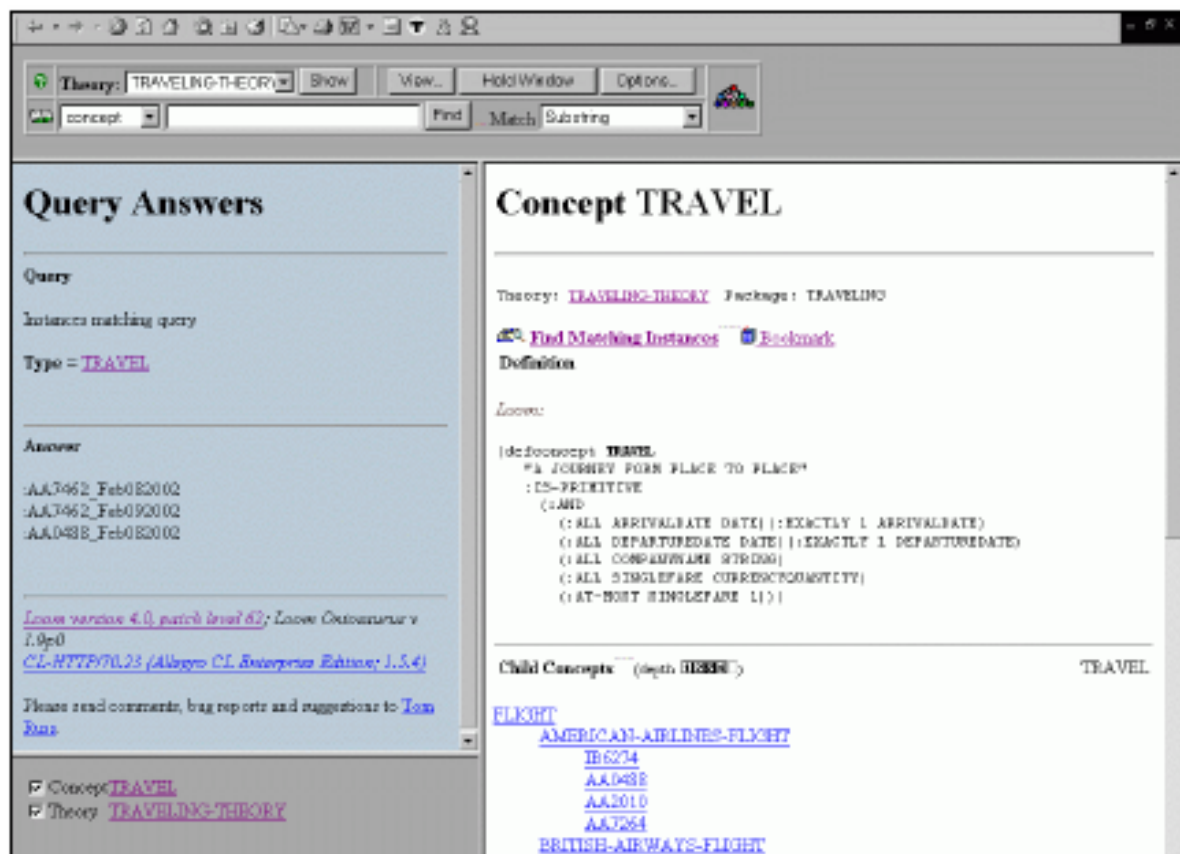 Theory: TRAVELING-THEORY Show View... Hold Window Options...
concept Find Match Substring
Query Answers
Query
Instances matching query
Type = TRAVEL
Answer
:AA7462_Feb082002
:AA7462_Feb092002
:AA0488_Feb082002
Loom version 4.0, patch level 62; Loom Ontosaurus v
1.9p0
CL-HTTP/70.23 (Allegro CL Enterprise Edition; 1.5.4)
Please send comments, bug reports and suggestions to Tom
Russ.
Concept TRAVEL
Theory TRAVELING-THEORY
Concept TRAVEL
Theory: TRAVELING-THEORY Package: TRAVELING
Find Matching Instances Bookmark
Definition
Loom:
(defconcept TRAVEL
"A JOURNEY FORM PLACE TO PLACE"
:IS-PRIMITIVE
(:AND
(:ALL ARRIVALDATE DATE)(:EXACTLY 1 ARRIVALDATE)
(:ALL DEPARTUREDATE DATE)(:EXACTLY 1 DEPARTUREDATE)
(:ALL COMPANYNAME STRING)
(:ALL SINGLEFARE CURRENCYQUANTITY)
(:AT-MOST SINGLEFARE 1)))
Child Concepts (depth ) TRAVEL
FLIGHT
AMERICAN-AIRLINES-FLIGHT
IB6274
AA0488
AA2010
AA7264
BRITISH-AIRWAYS-FLIGHT